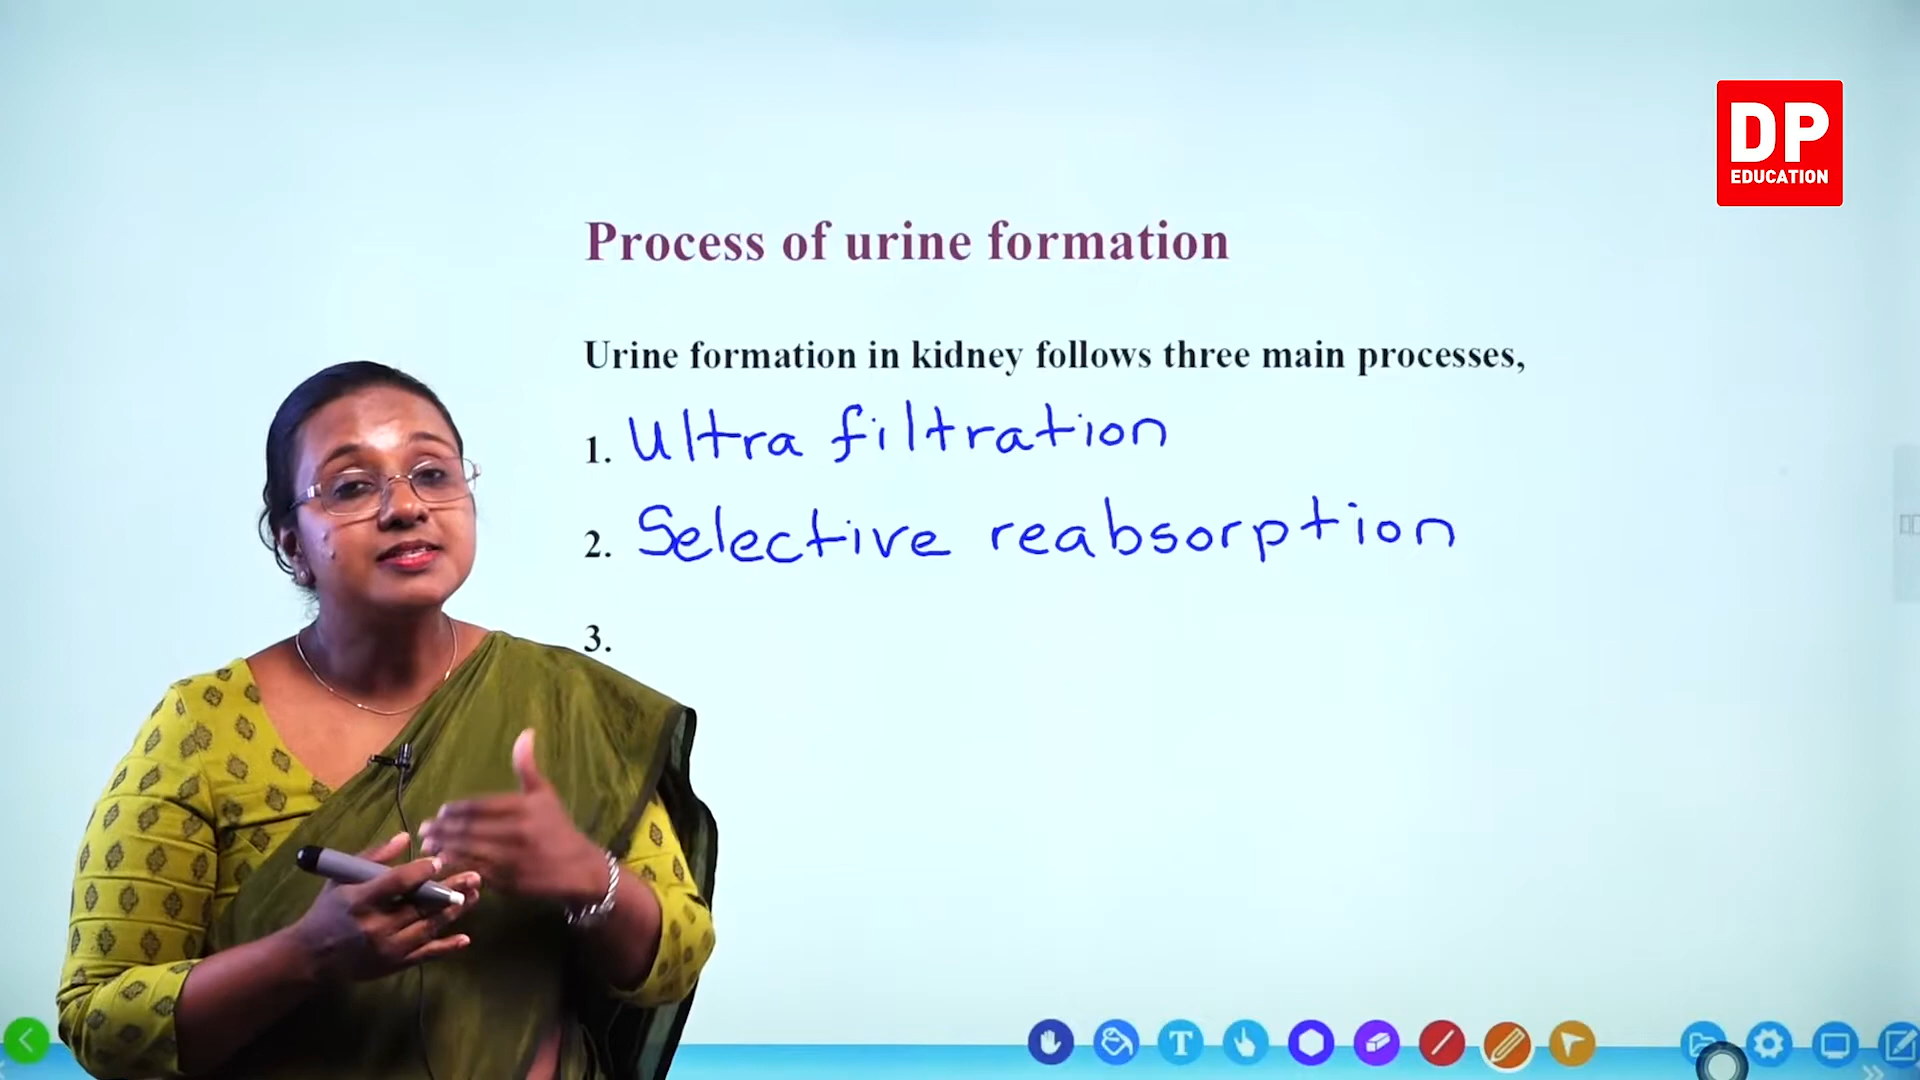 DP
EDUCATION
Process of urine formation
Urine formation in kidney follows three main processes,
1. Ultra filtration
2. Selective reabsorption
3.
T